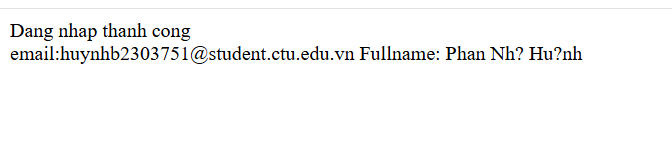 Dang nhap thanh cong
email:huynhb2303751@student.ctu.edu.vn Fullname: Phan Nh? Hu?nh